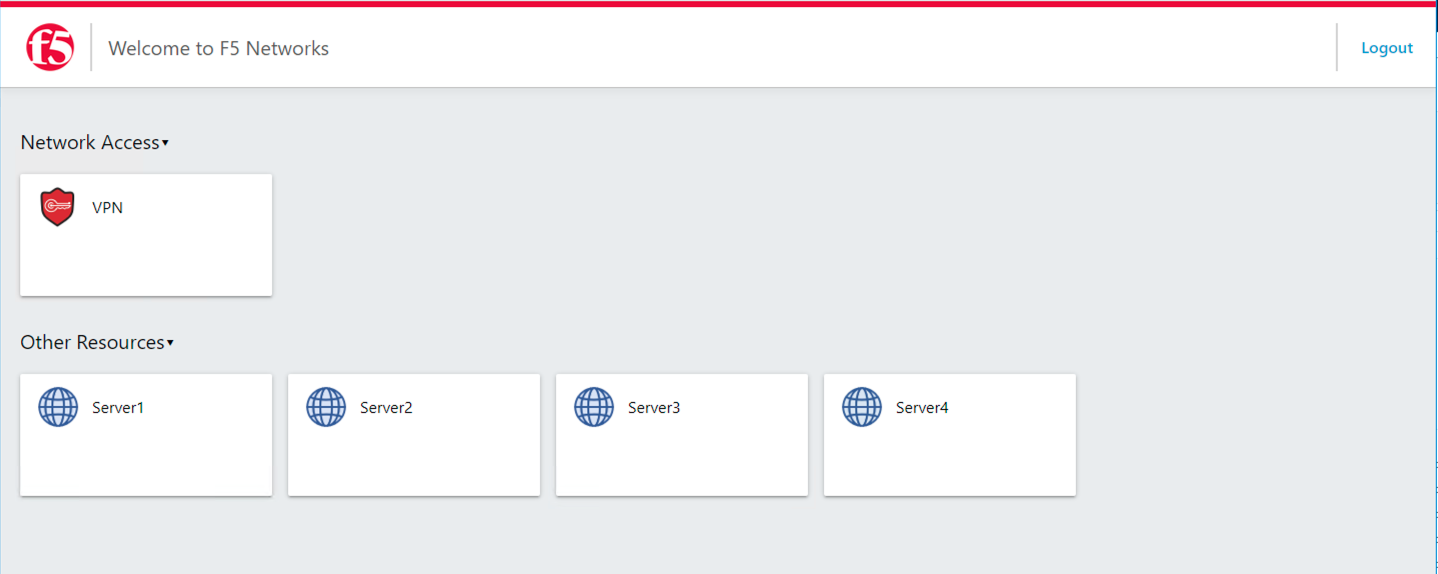 f5
Welcome to F5 Networks
Logout
Network Access
VPN
Other Resources
Server1
Server2
Server3
Server4